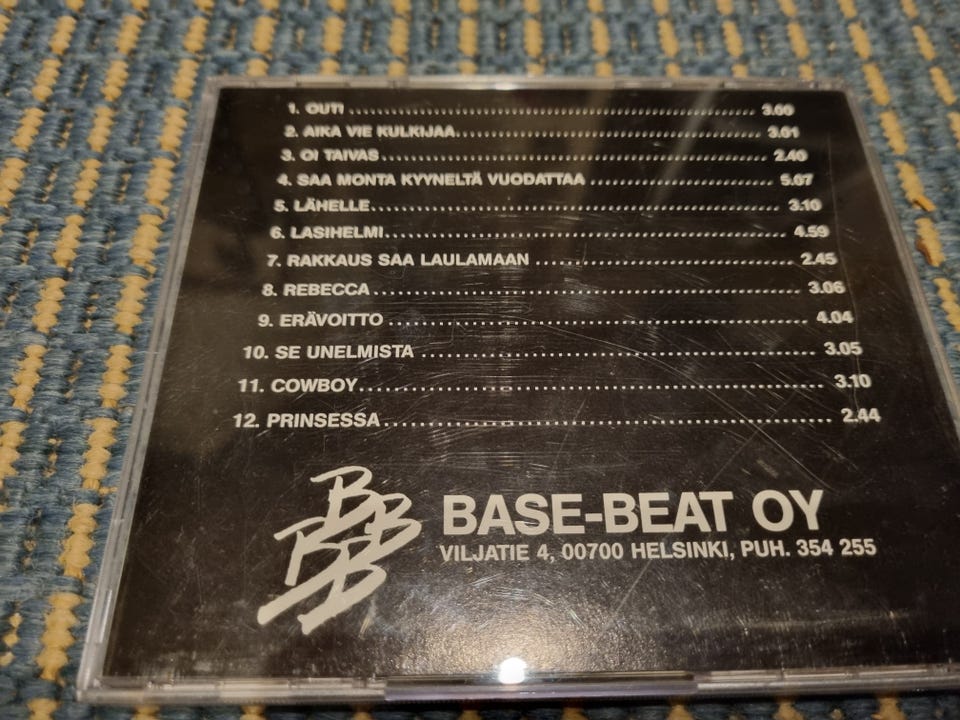 1. OUTI ........................................................ 3.00
2. AIKA VIE KULKIJAA........................................ 3.01
3. OI TAIVAS.................................................... 2.40
4. SAA MONTA KYYNELTÄ VUODATTAA ........................ 5.07
5. LÄHELLE...................................................... 3.10
6. LASIHELMI.................................................... 4.59
7. RAKKAUS SAA LAULAMAAN .................................. 2.45
8. REBECCA...................................................... 3.06
9. ERÄVOITTO .................................................... 4.04
10. SE UNELMISTA ................................................ 3.05
11. COWBOY...................................................... 3.10
12. PRINSESSA.................................................... 2.44
BASE-BEAT OY
VILJATIE 4, 00700 HELSINKI, PUH. 354 255